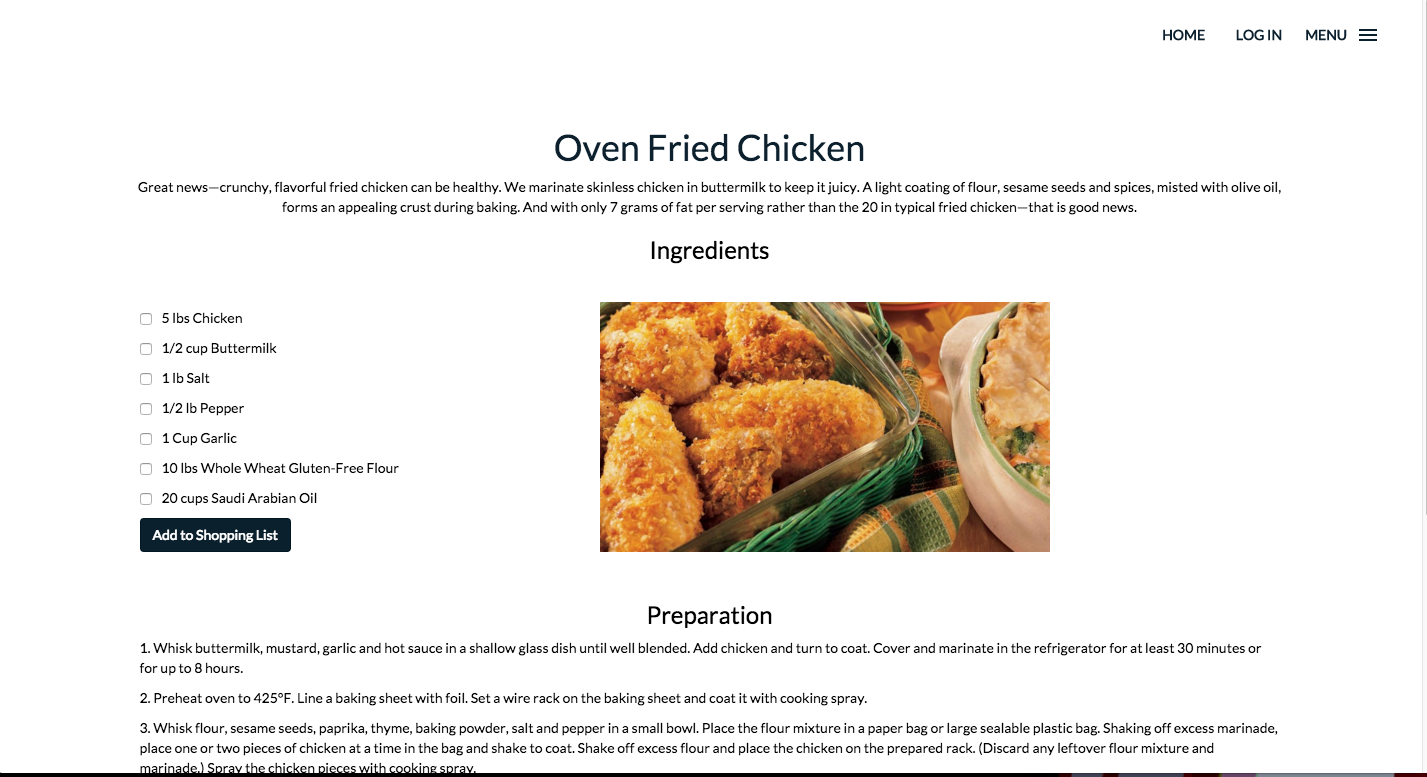 HOME LOG IN MENU
Oven Fried Chicken
Great news—crunchy, flavorful fried chicken can be healthy. We marinate skinless chicken in buttermilk to keep it juicy. A light coating of flour, sesame seeds and spices, misted with olive oil,
forms an appealing crust during baking. And with only 7 grams of fat per serving rather than the 20 in typical fried chicken—that is good news.
Ingredients
5 lbs Chicken
1/2 cup Buttermilk
1 lb Salt
1/2 lb Pepper
1 Cup Garlic
10 lbs Whole Wheat Gluten-Free Flour
20 cups Saudi Arabian Oil
Add to Shopping List
Preparation
1. Whisk buttermilk, mustard, garlic and hot sauce in a shallow glass dish until well blended. Add chicken and turn to coat. Cover and marinate in the refrigerator for at least 30 minutes or
for up to 8 hours.
2. Preheat oven to 425°F. Line a baking sheet with foil. Set a wire rack on the baking sheet and coat it with cooking spray.
3. Whisk flour, sesame seeds, paprika, thyme, baking powder, salt and pepper in a small bowl. Place the flour mixture in a paper bag or large sealable plastic bag. Shaking off excess marinade,
place one or two pieces of chicken at a time in the bag and shake to coat. Shake off excess flour and place the chicken on the prepared rack. (Discard any leftover flour mixture and
marinade.) Spray the chicken pieces with cooking spray.